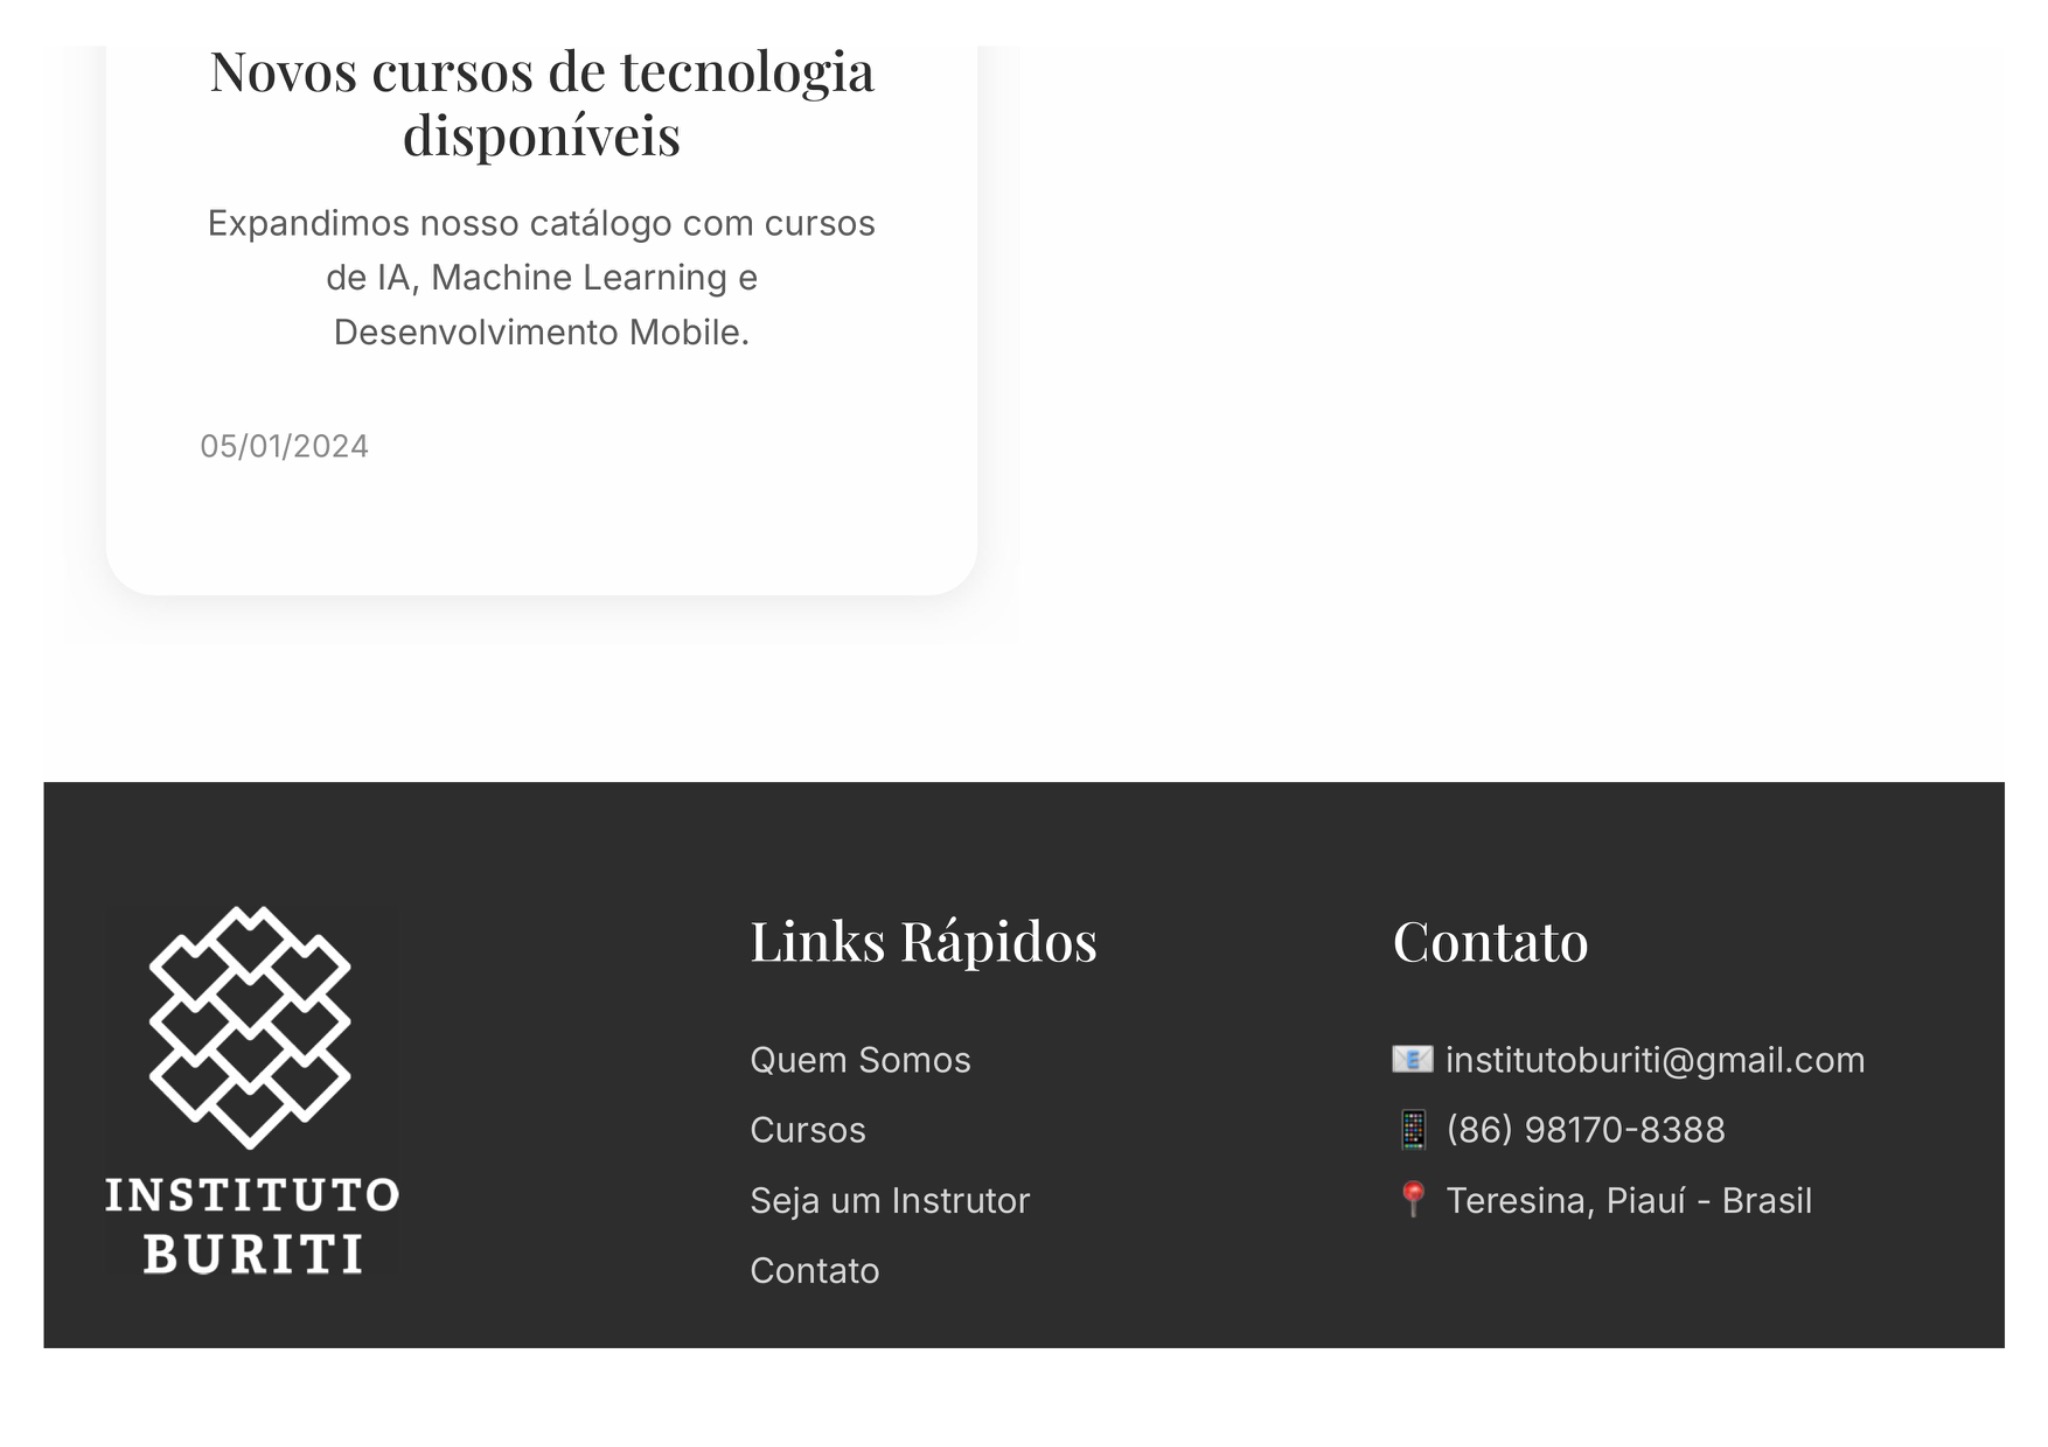 Novos cursos de tecnologia
disponíveis
Expandimos nosso catálogo com cursos
de IA, Machine Learning e
Desenvolvimento Mobile.
05/01/2024
INSTITUTO
BURITI
Links Rápidos
Quem Somos
Cursos
Seja um Instrutor
Contato
Contato
📧 institutoburiti@gmail.com
📱 (86) 98170-8388
📍 Teresina, Piauí - Brasil